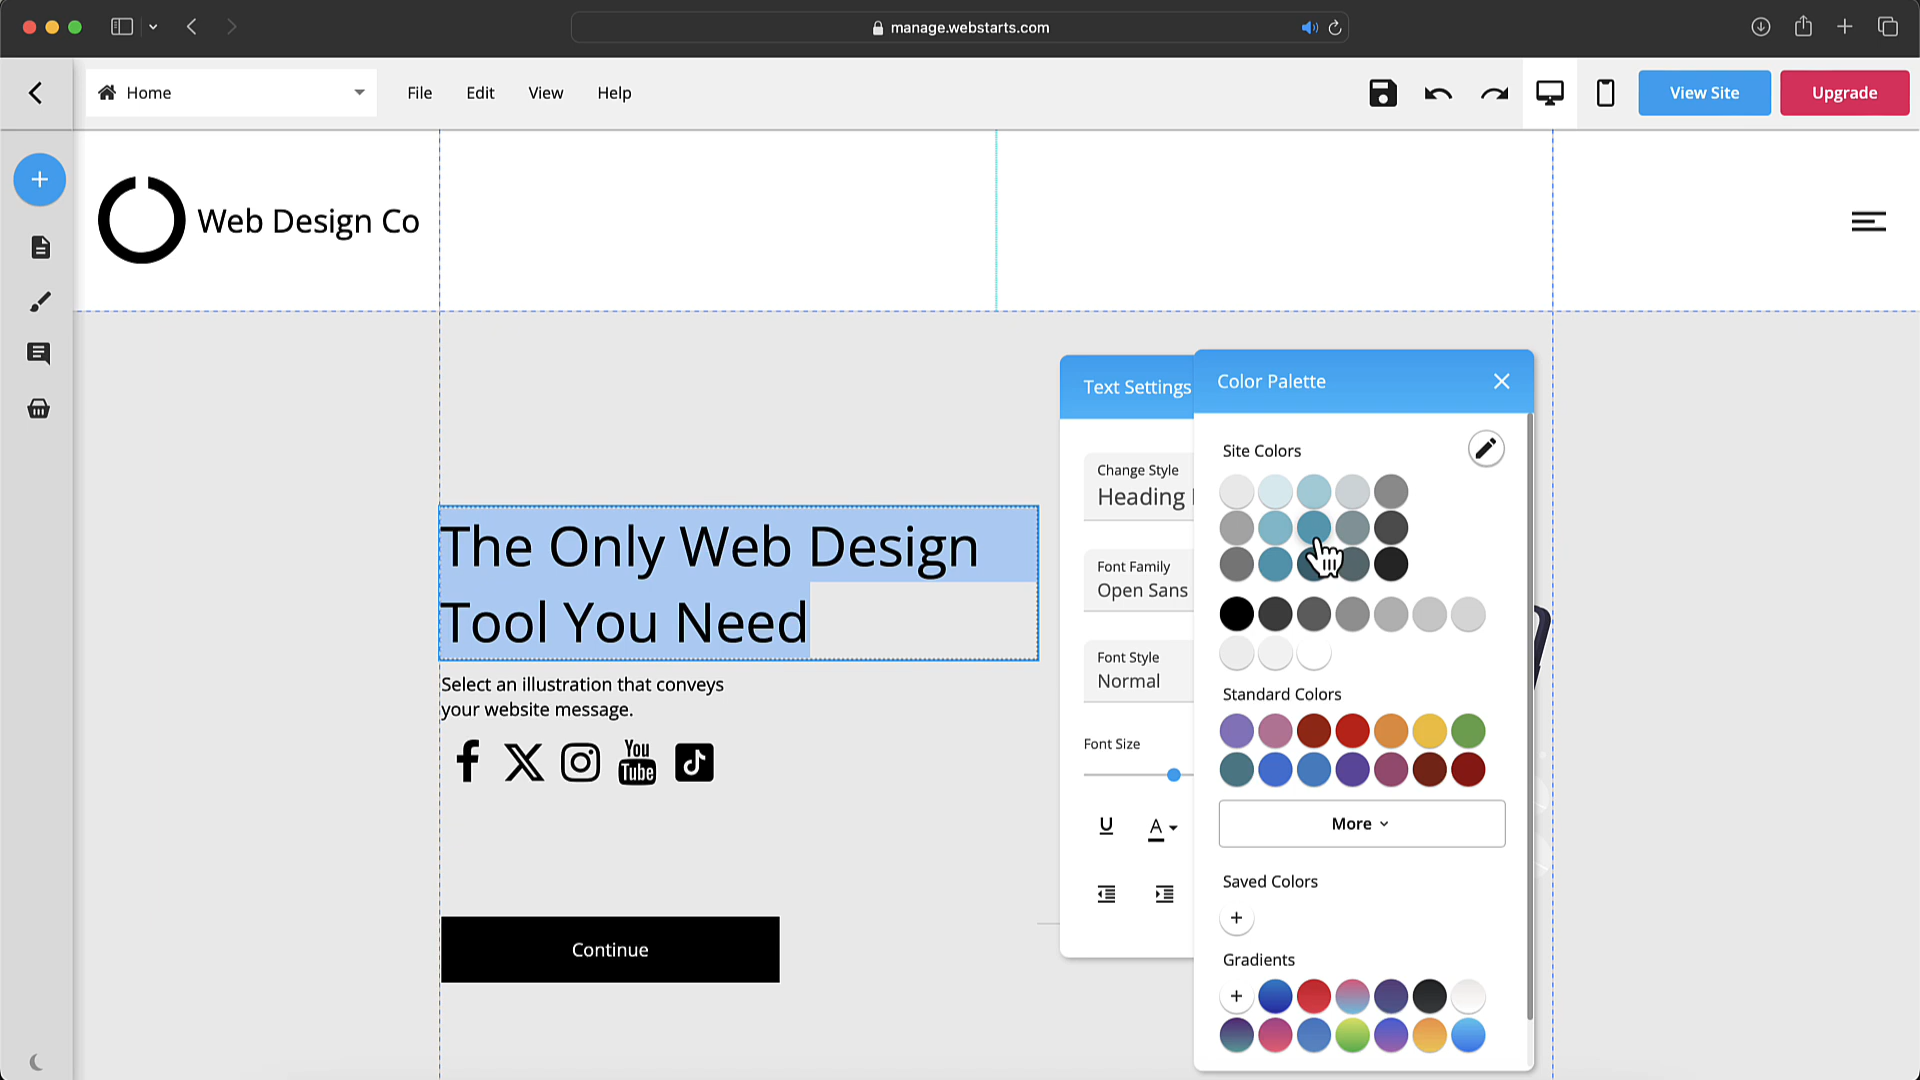 manage.webstarts.com
Home
File
Edit
View
Help
View Site
Upgrade
Web Design Co
The Only Web Design
Tool You Need
Select an illustration that conveys
your website message.
You
Tube
Continue
Text Settings
Change Style
Heading
Font Family
Open Sans
Font Style
Normal
Font Size
U
A
Color Palette
Site Colors
Standard Colors
More
Saved Colors
Gradients